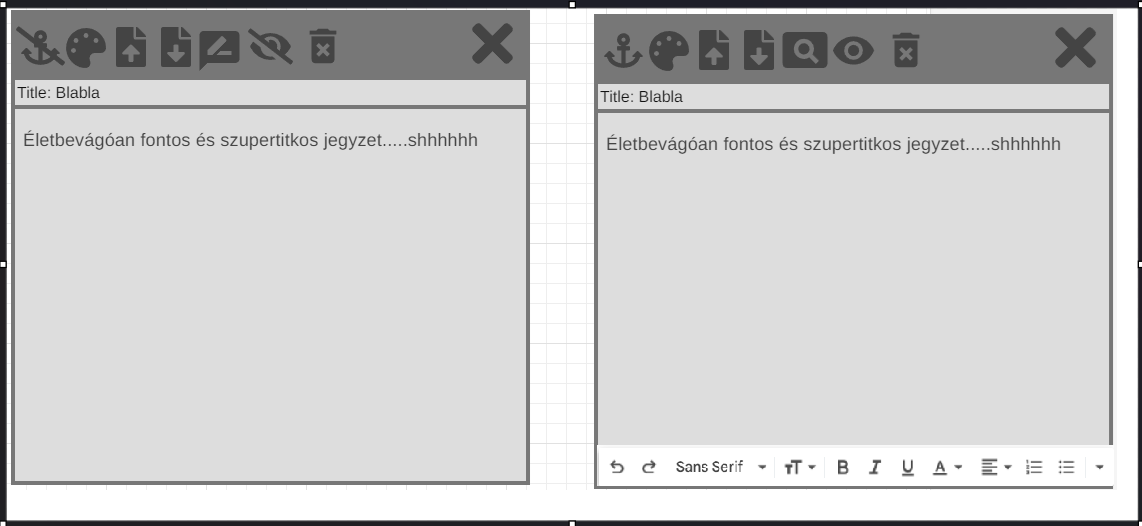 Title: Blabla
Életbevágóan fontos és szupertitkos jegyzet.....shhhhhh
Title: Blabla
Életbevágóan fontos és szupertitkos jegyzet.....shhhhhh
Sans Serif